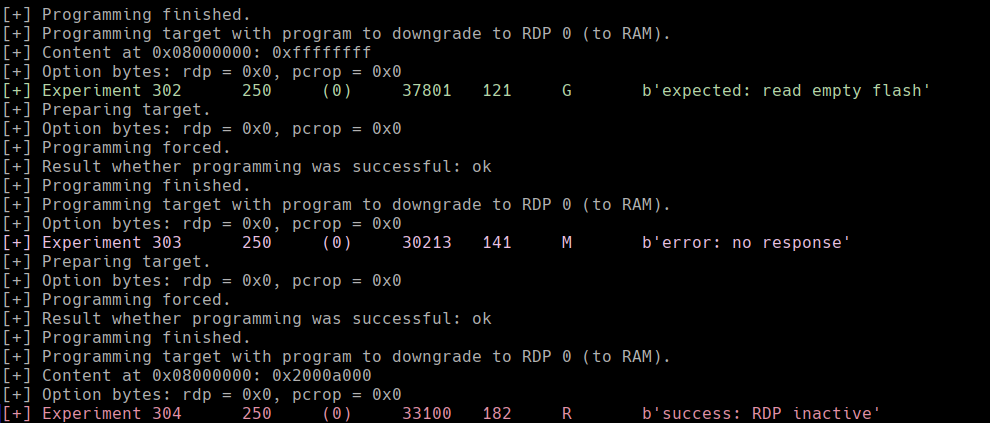 [+] Programming finished.
[+] Programming target with program to downgrade to RDP 0 (to RAM).
[+] Content at 0x08000000: 0xffffffff
[+] Option bytes: rdp = 0x0, pcrop = 0x0
[+] Experiment 302      250     (0)     37801   121     G       b'expected: read empty flash'
[+] Preparing target.
[+] Option bytes: rdp = 0x0, pcrop = 0x0
[+] Programming forced.
[+] Result whether programming was successful: ok
[+] Programming finished.
[+] Programming target with program to downgrade to RDP 0 (to RAM).
[+] Option bytes: rdp = 0x0, pcrop = 0x0
[+] Experiment 303      250     (0)     30213   141     M       b'error: no response'
[+] Preparing target.
[+] Option bytes: rdp = 0x0, pcrop = 0x0
[+] Programming forced.
[+] Result whether programming was successful: ok
[+] Programming finished.
[+] Programming target with program to downgrade to RDP 0 (to RAM).
[+] Content at 0x08000000: 0x2000a000
[+] Option bytes: rdp = 0x0, pcrop = 0x0
[+] Experiment 304      250     (0)     33100   182     R       b'success: RDP inactive'